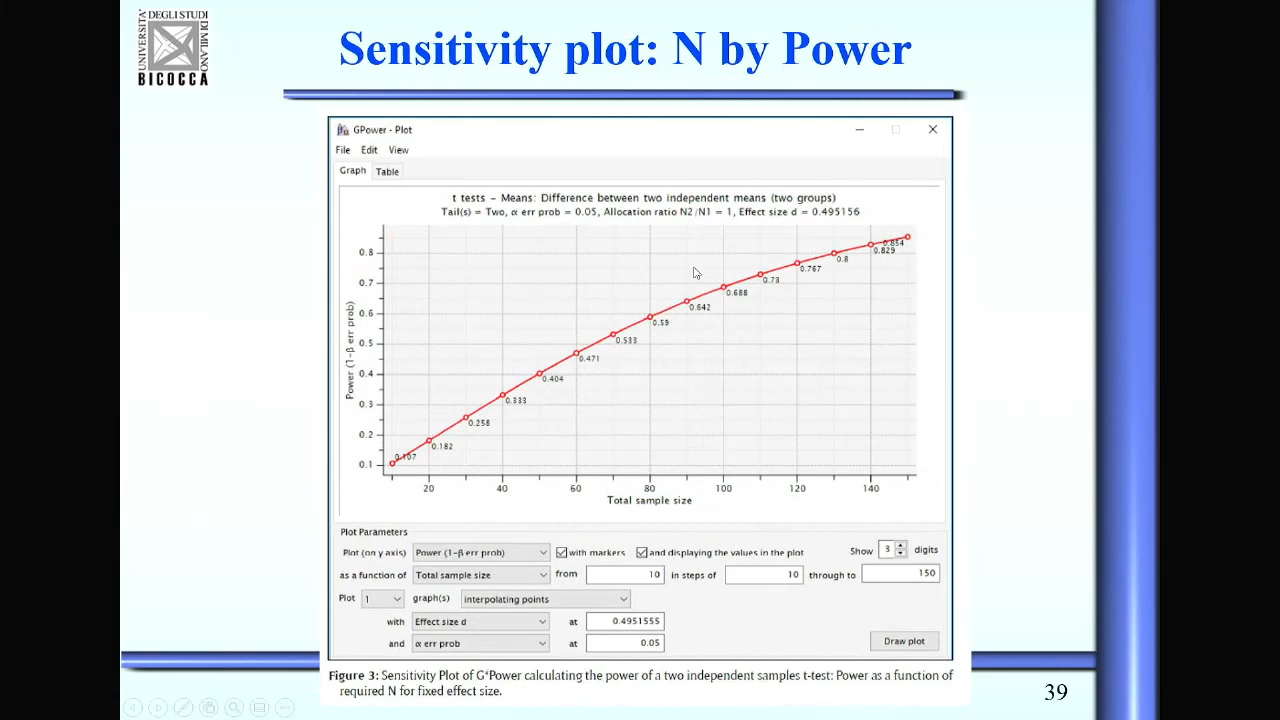 UNIVERSITA'
DEGLI STUDI
DI MILANO
BICOCCA
Sensitivity plot: N by Power
GPower - Plot
File Edit View
Graph Table
t tests - Means: Difference between two independent means (two groups)
Tail(s) = Two, α err prob = 0.05, Allocation ratio N2/N1 = 1, Effect size d = 0.495156
Power (1-β err prob)
0.8
0.7
0.6
0.5
0.4
0.3
0.2
0.1
0.107
0.182
0.258
0.333
0.404
0.471
0.533
0.59
0.642
0.688
0.73
0.767
0.8
0.829
0.854
20 40 60 80 100 120 140
Total sample size
Plot Parameters
Plot (on y axis) Power (1-β err prob) with markers and displaying the values in the plot Show 3 digits
as a function of Total sample size from 10 in steps of 10 through to 150
Plot 1 graph(s) interpolating points
with Effect size d at 0.4951555
and α err prob at 0.05
Draw plot
Figure 3: Sensitivity Plot of G*Power calculating the power of a two independent samples t-test: Power as a function of
required N for fixed effect size.
39